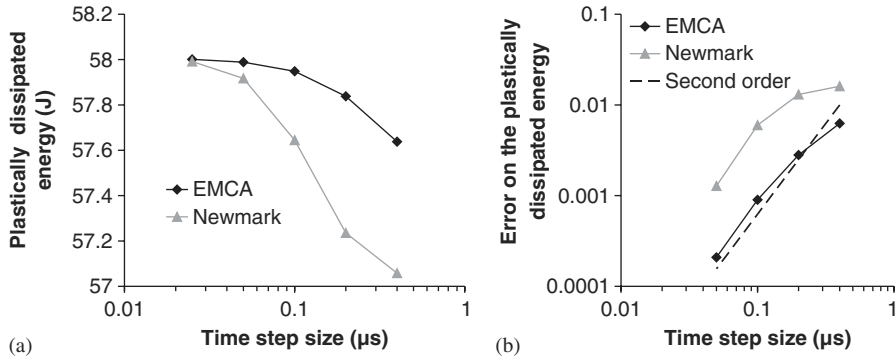 58.2
58
57.8
57.6
57.4
57.2
57
Plastically dissipated
energy (J)
EMCA
Newmark
0.01
0.1
1
Time step size (μs)
(a)
0.1
0.01
0.001
0.0001
Error on the plastically
dissipated energy
EMCA
Newmark
Second order
0.01
0.1
1
Time step size (μs)
(b)